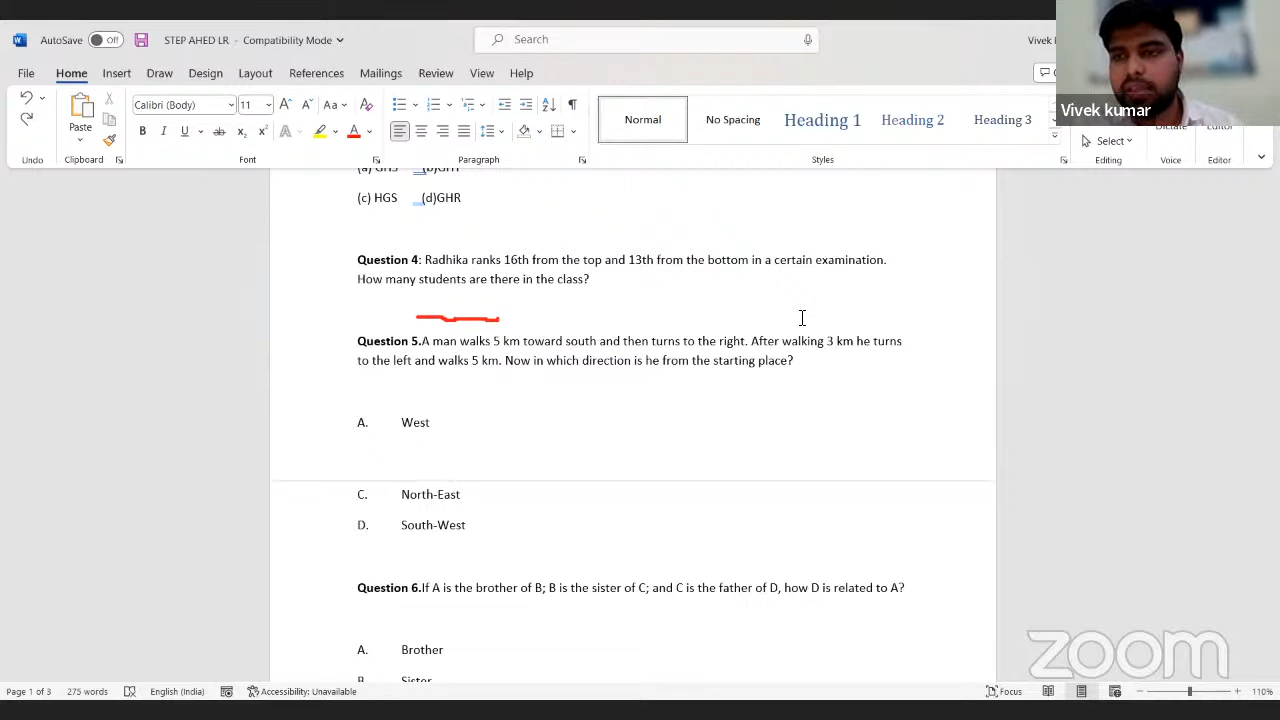 AutoSave Off STEP AHED LR - Compatibility Mode Search Vivek
File Home Insert Draw Design Layout References Mailings Review View Help
Vivek kumar
Calibri (Body) 11 A A Aa A
Paste
B I U ab x2 x2 A A
Normal No Spacing Heading 1 Heading 2 Heading 3
Dictate Editor
Select
Undo Clipboard Font Paragraph Styles Editing Voice Editor
(c) HGS (d)GHR
Question 4: Radhika ranks 16th from the top and 13th from the bottom in a certain examination.
How many students are there in the class?
Question 5.A man walks 5 km toward south and then turns to the right. After walking 3 km he turns
to the left and walks 5 km. Now in which direction is he from the starting place?
A. West
C. North-East
D. South-West
Question 6.If A is the brother of B; B is the sister of C; and C is the father of D, how D is related to A?
A. Brother
B. Sister
zoom
Page 1 of 3 275 words English (India) Accessibility: Unavailable Focus 110%